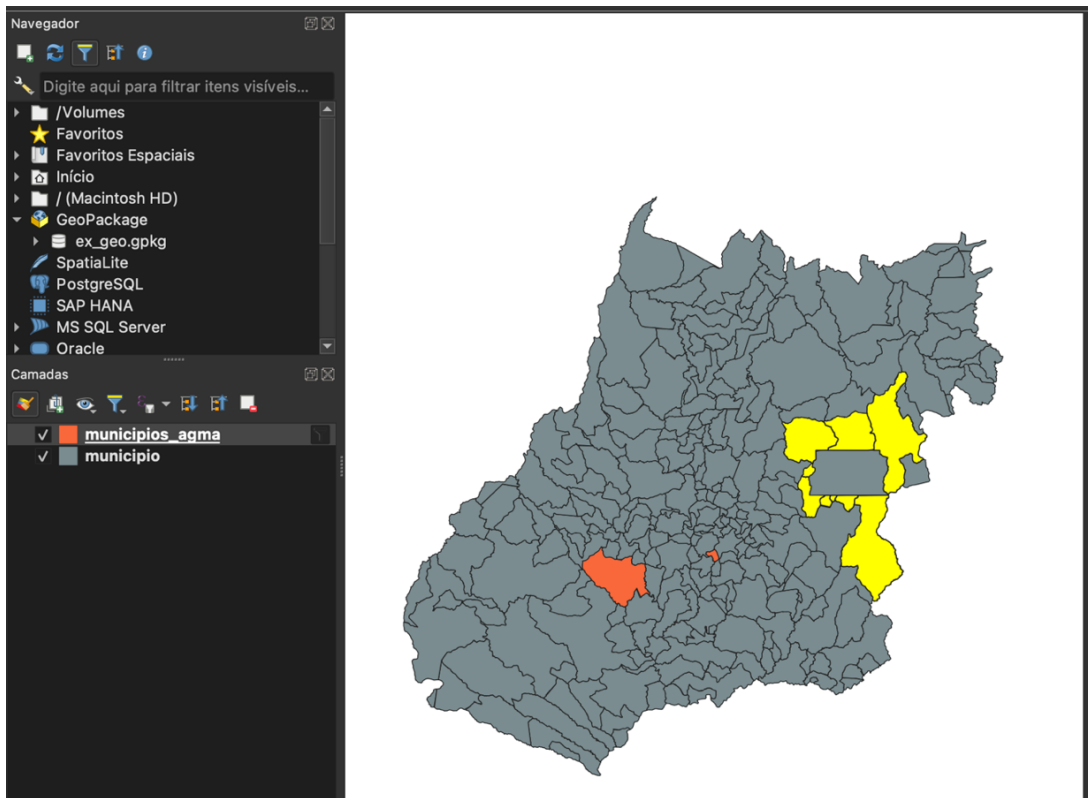 Navegador
Digite aqui para filtrar itens visíveis...
/Volumes
Favoritos
Favoritos Espaciais
Início
/ (Macintosh HD)
GeoPackage
ex_geo.gpkg
SpatiaLite
PostgreSQL
SAP HANA
MS SQL Server
Oracle
Camadas
municipios_agma
municipio